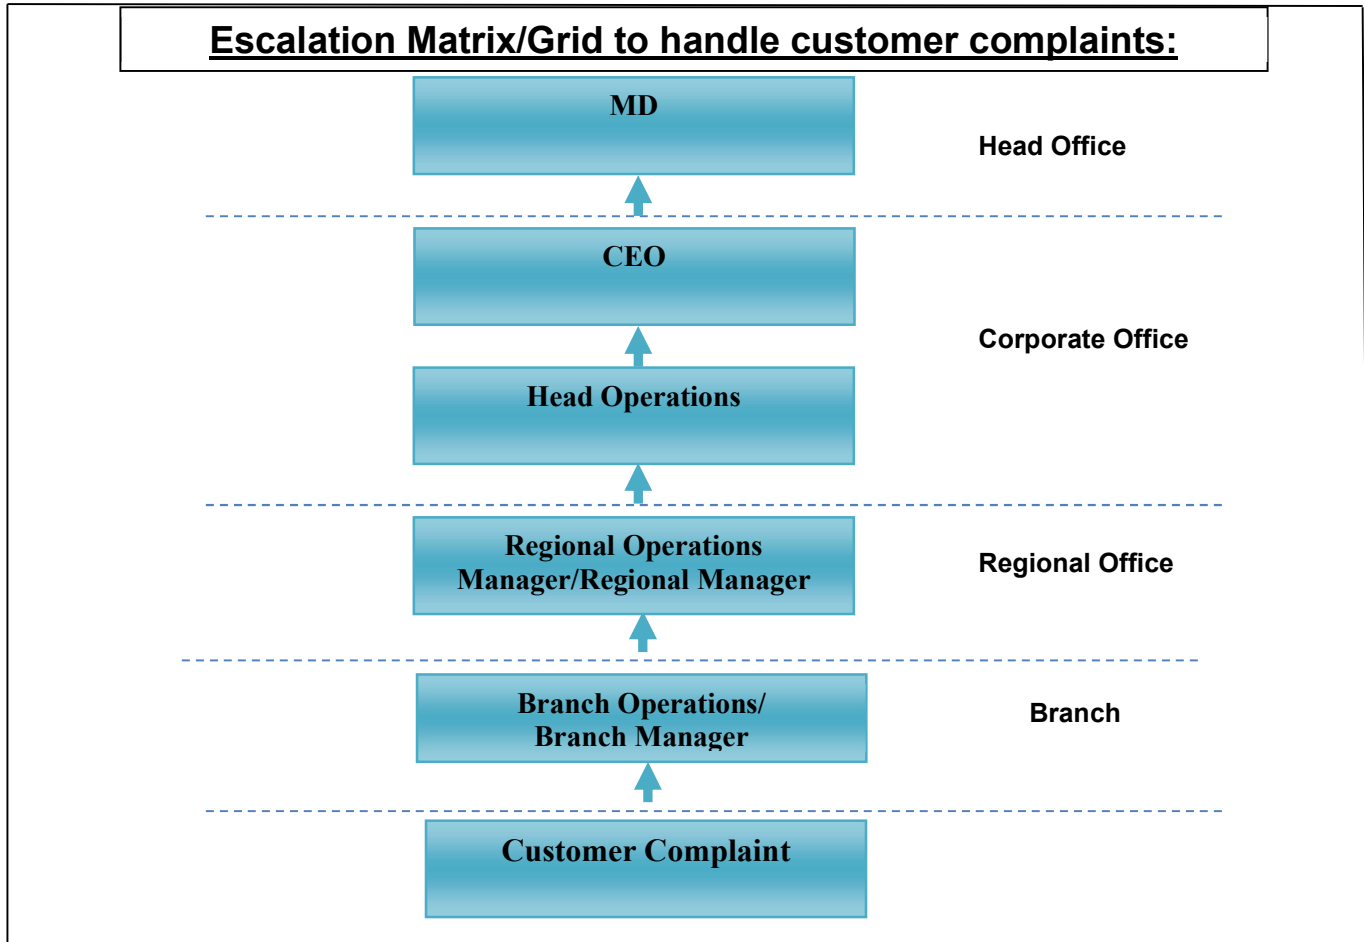 Escalation Matrix/Grid to handle customer complaints:
MD
Head Office
CEO
Corporate Office
Head Operations
Regional Operations
Manager/Regional Manager
Regional Office
Branch Operations/
Branch Manager
Branch
Customer Complaint